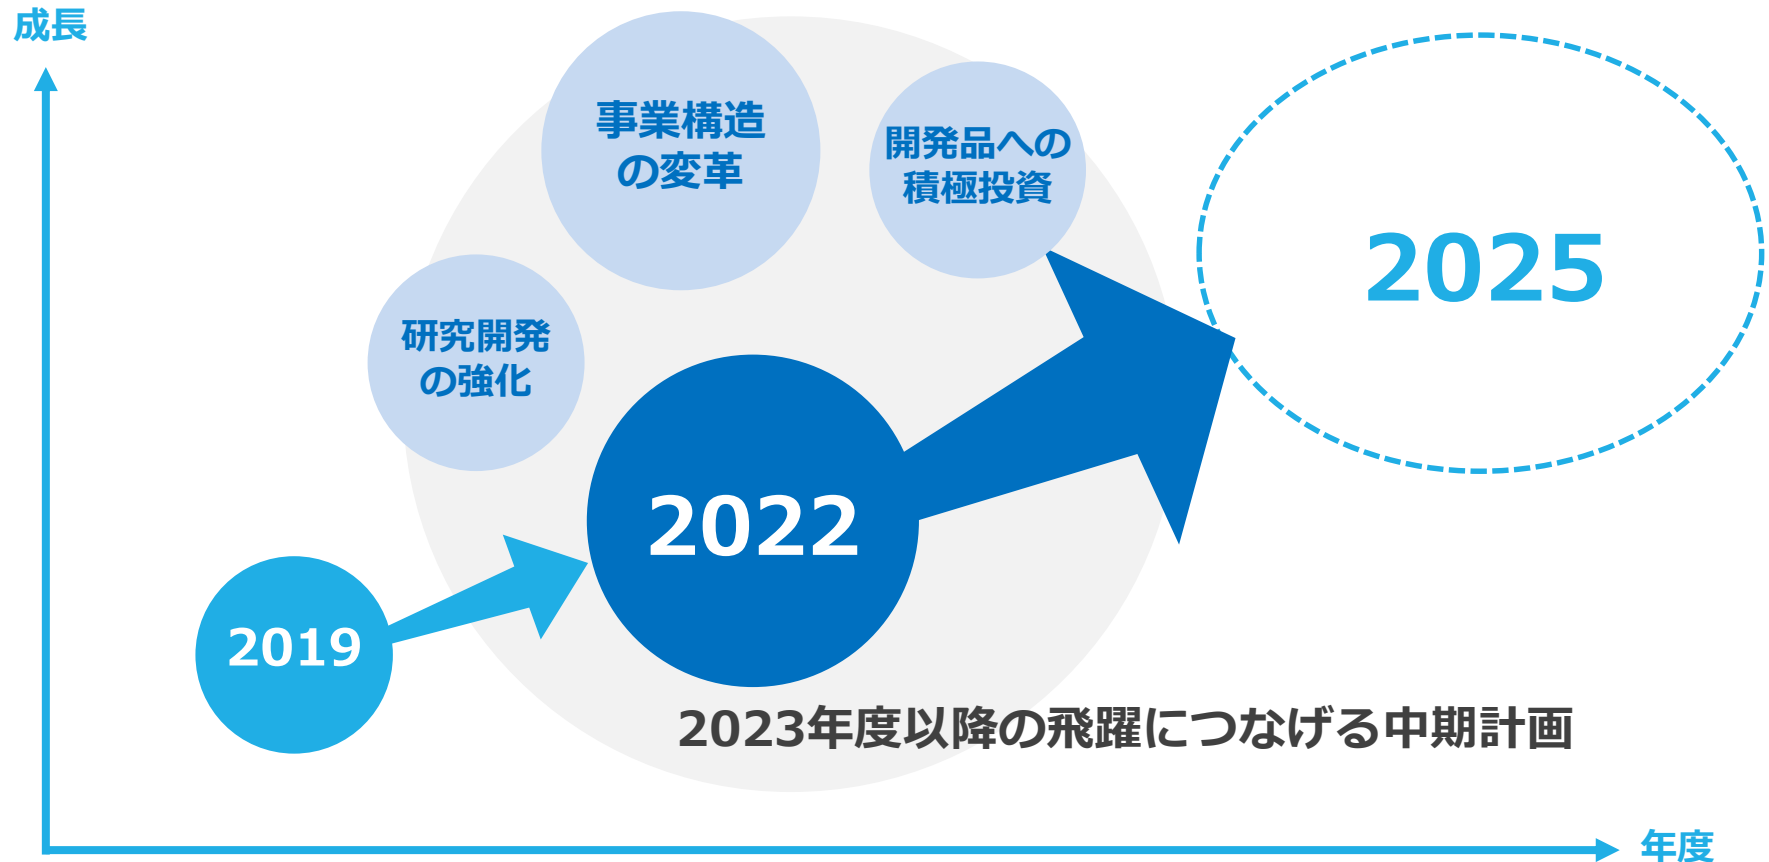 成長
事業構造
の変革
開発品への
積極投資
研究開発
の強化
2025
2022
2019
2023年度以降の飛躍につなげる中期計画
年度